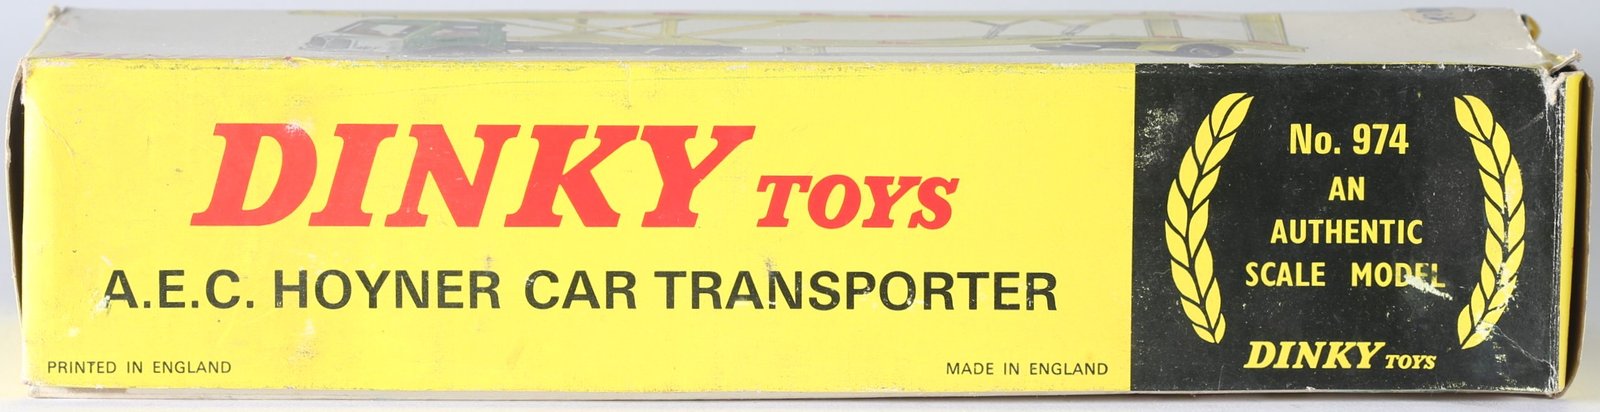 DINKY TOYS
A.E.C. HOYNER CAR TRANSPORTER
PRINTED IN ENGLAND
MADE IN ENGLAND
No. 974
AN
AUTHENTIC
SCALE MODEL
DINKY TOYS